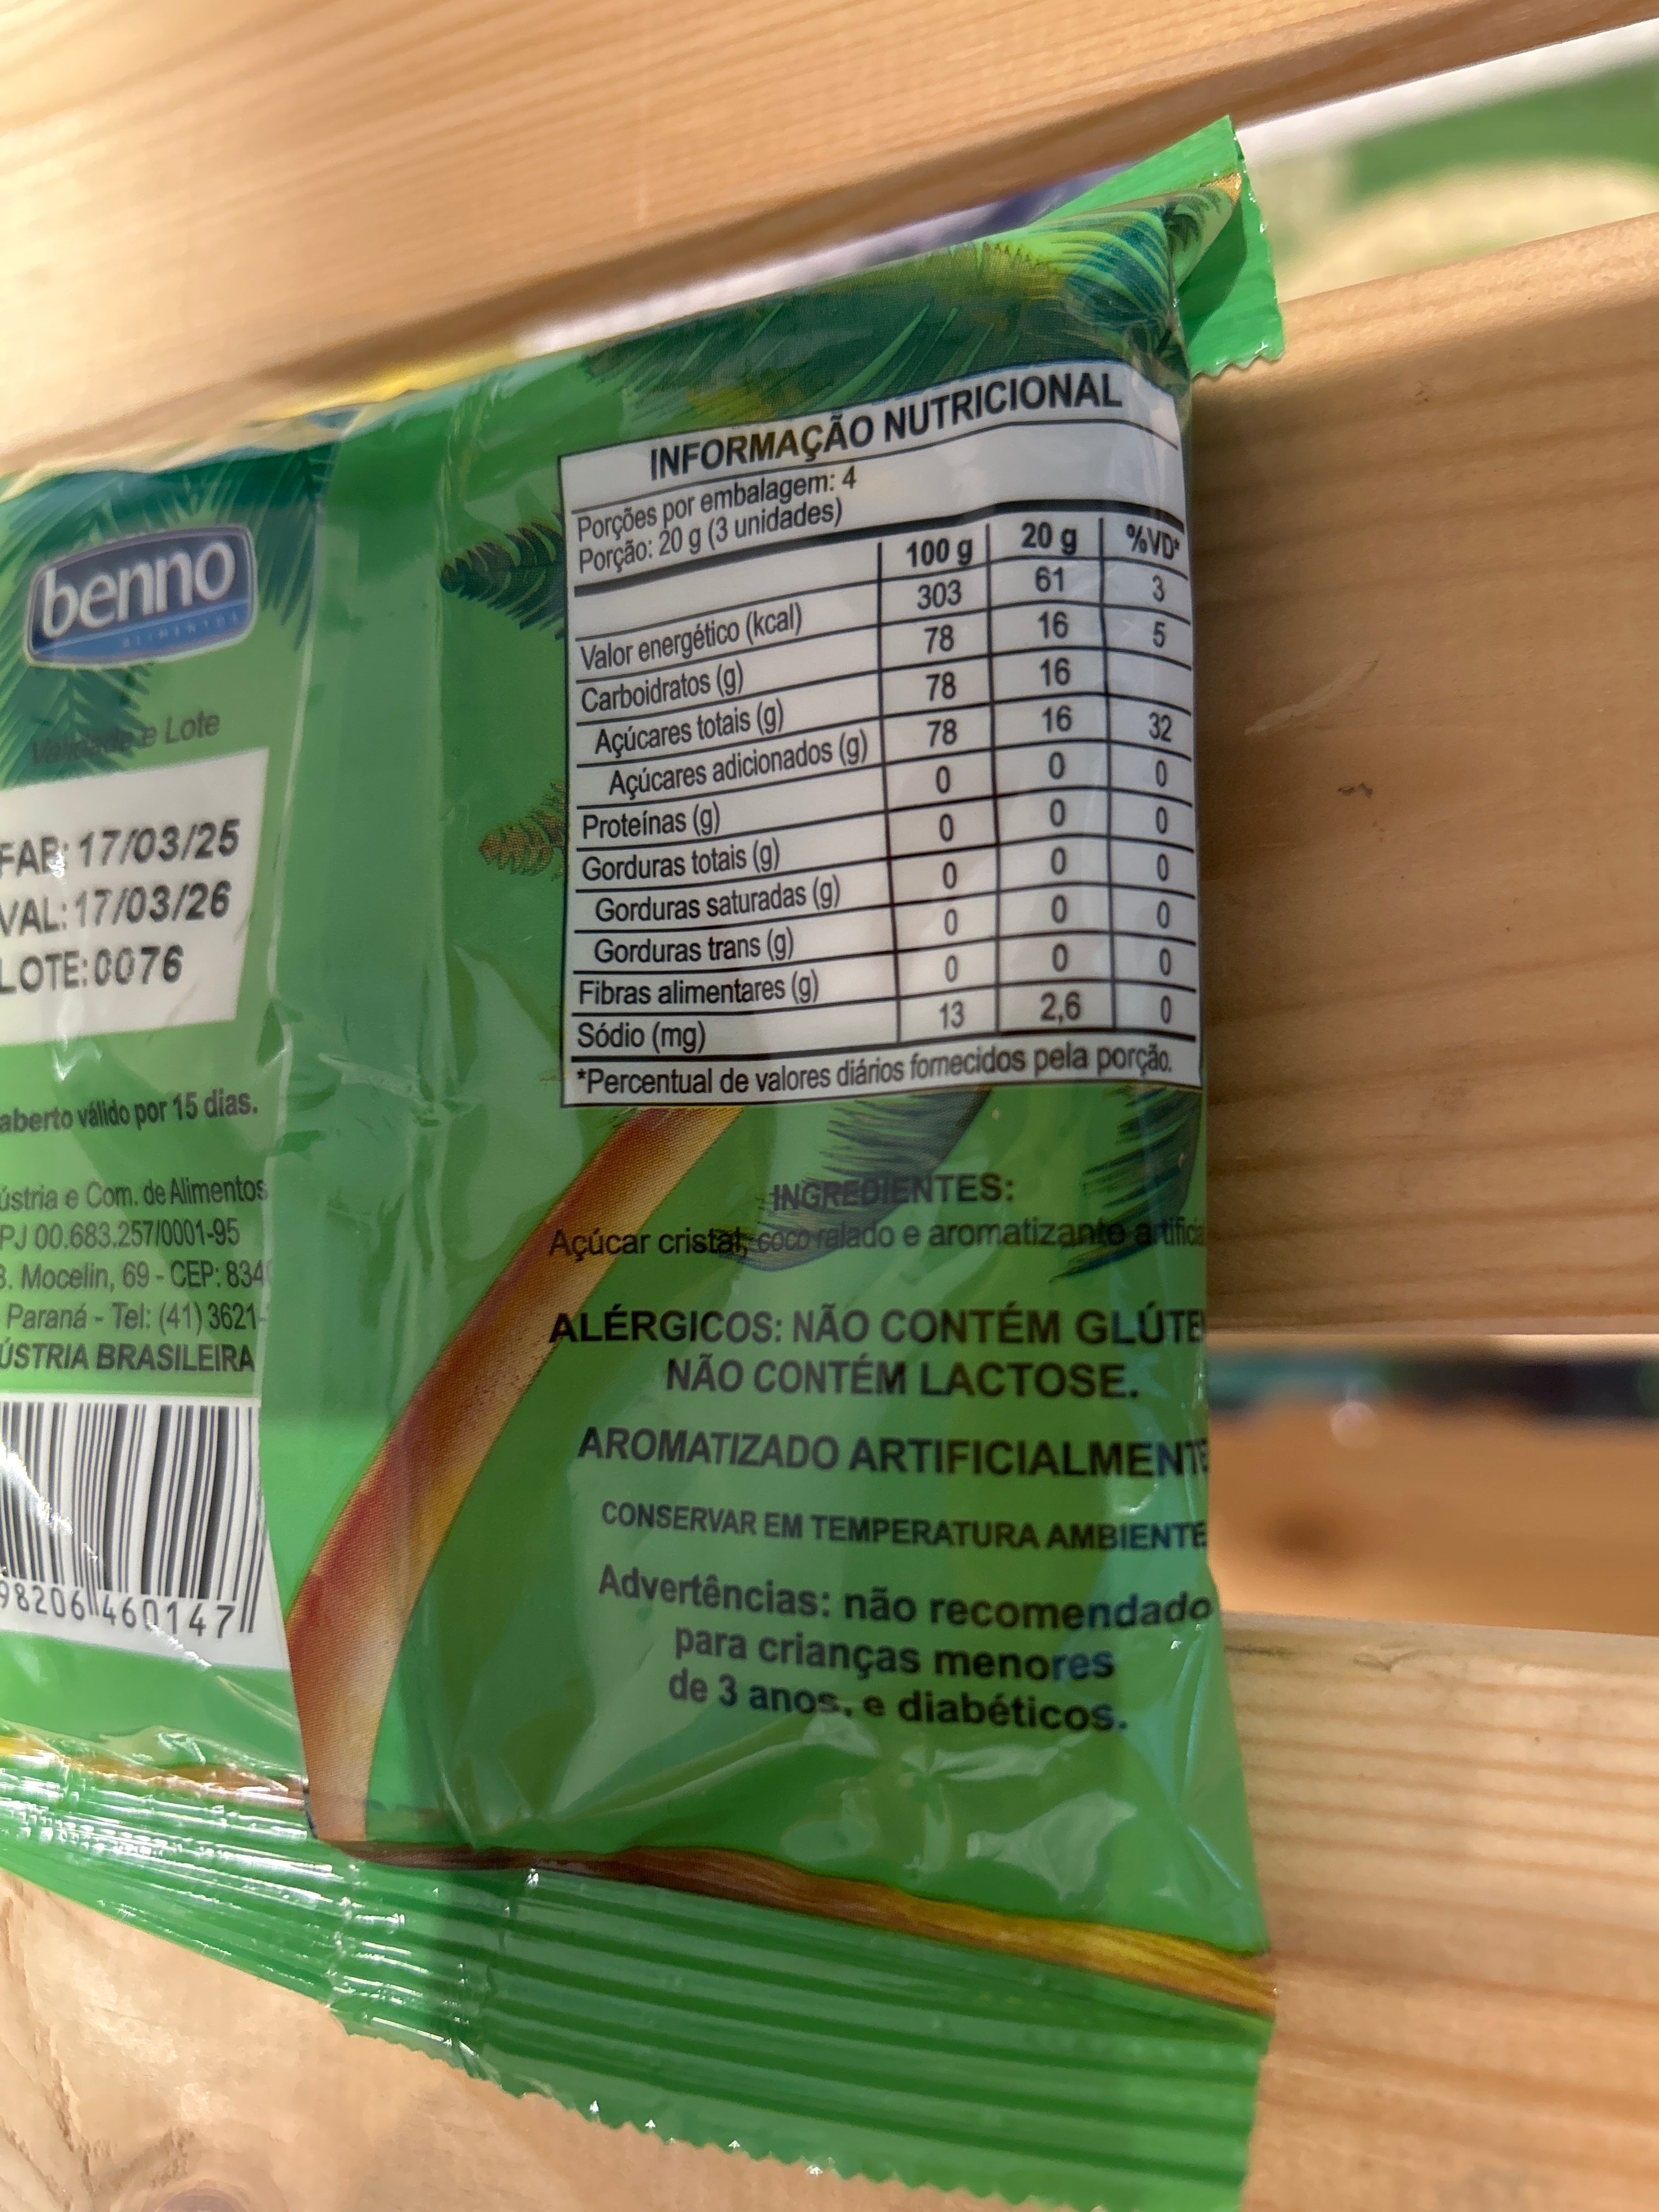 benno
ALIMENTOS
Validade e Lote
FAB: 17/03/25
VAL: 17/03/26
LOTE: 0076
aberto válido por 15 dias.
ústria e Com. de Alimentos
PJ 00.683.257/0001-95
B. Mocelin, 69 - CEP: 834
Paraná - Tel: (41) 3621-
ÚSTRIA BRASILEIRA
98206 460147
INFORMAÇÃO NUTRICIONAL
Porções por embalagem: 4
Porção: 20 g (3 unidades)
100 g 20 g %VD*
Valor energético (kcal) 303 61 3
Carboidratos (g) 78 16 5
Açúcares totais (g) 78 16
Açúcares adicionados (g) 78 16 32
Proteínas (g) 0 0 0
Gorduras totais (g) 0 0 0
Gorduras saturadas (g) 0 0 0
Gorduras trans (g) 0 0 0
Fibras alimentares (g) 0 0 0
Sódio (mg) 13 2,6 0
*Percentual de valores diários fornecidos pela porção.
INGREDIENTES:
Açúcar cristal, coco ralado e aromatizante artificia
ALÉRGICOS: NÃO CONTÉM GLÚTE
NÃO CONTÉM LACTOSE.
AROMATIZADO ARTIFICIALMENTE
CONSERVAR EM TEMPERATURA AMBIENTE
Advertências: não recomendado
para crianças menores
de 3 anos, e diabéticos.